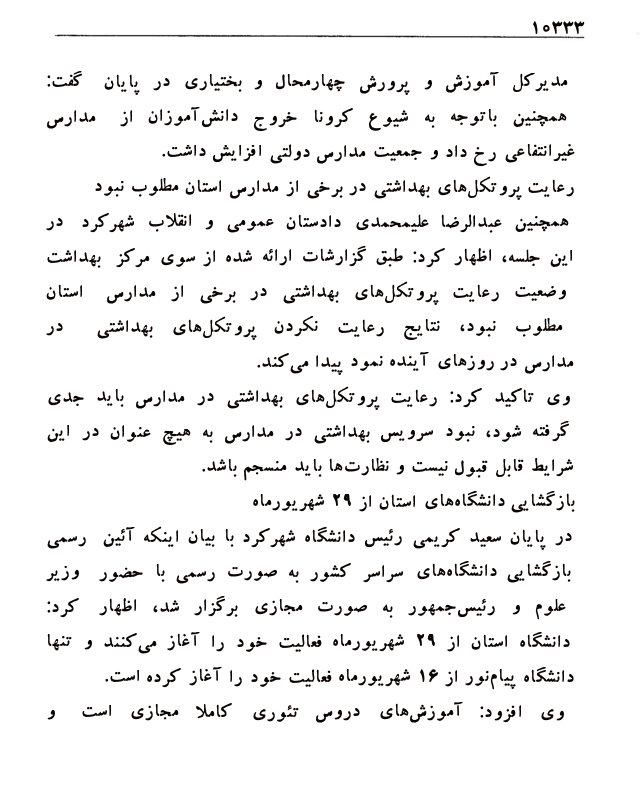 ۱۰۳۳۳
مدیرکل آموزش و پرورش چهارمحال و بختیاری در پایان گفت:
همچنین باتوجه به شیوع کرونا خروج دانش‌آموزان از مدارس
غیرانتفاعی رخ داد و جمعیت مدارس دولتی افزایش داشت.
رعایت پروتکل‌های بهداشتی در برخی از مدارس استان مطلوب نبود
همچنین عبدالرضا علیمحمدی دادستان عمومی و انقلاب شهرکرد در
این جلسه، اظهار کرد: طبق گزارشات ارائه شده از سوی مرکز بهداشت
وضعیت رعایت پروتکل‌های بهداشتی در برخی از مدارس استان
مطلوب نبود، نتایج رعایت نکردن پروتکل‌های بهداشتی در
مدارس در روزهای آینده نمود پیدا می‌کند.
وی تاکید کرد: رعایت پروتکل‌های بهداشتی در مدارس باید جدی
گرفته شود، نبود سرویس بهداشتی در مدارس به هیچ عنوان در این
شرایط قابل قبول نیست و نظارت‌ها باید منسجم باشد.
بازگشایی دانشگاه‌های استان از ۲۹ شهریورماه
در پایان سعید کریمی رئیس دانشگاه شهرکرد با بیان اینکه آئین رسمی
بازگشایی دانشگاه‌های سراسر کشور به صورت رسمی با حضور وزیر
علوم و رئیس‌جمهور به صورت مجازی برگزار شد، اظهار کرد:
دانشگاه استان از ۲۹ شهریورماه فعالیت خود را آغاز می‌کنند و تنها
دانشگاه پیام‌نور از ۱۶ شهریورماه فعالیت خود را آغاز کرده است.
وی افزود: آموزش‌های دروس تئوری کاملا مجازی است و